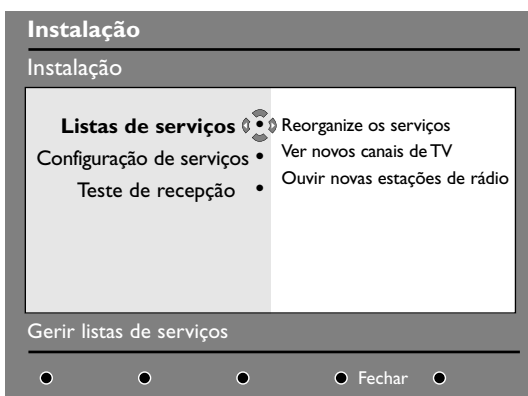 Instalação
Instalação
Listas de serviços
Configuração de serviços
Teste de recepção
Reorganize os serviços
Ver novos canais de TV
Ouvir novas estações de rádio
Gerir listas de serviços
Fechar